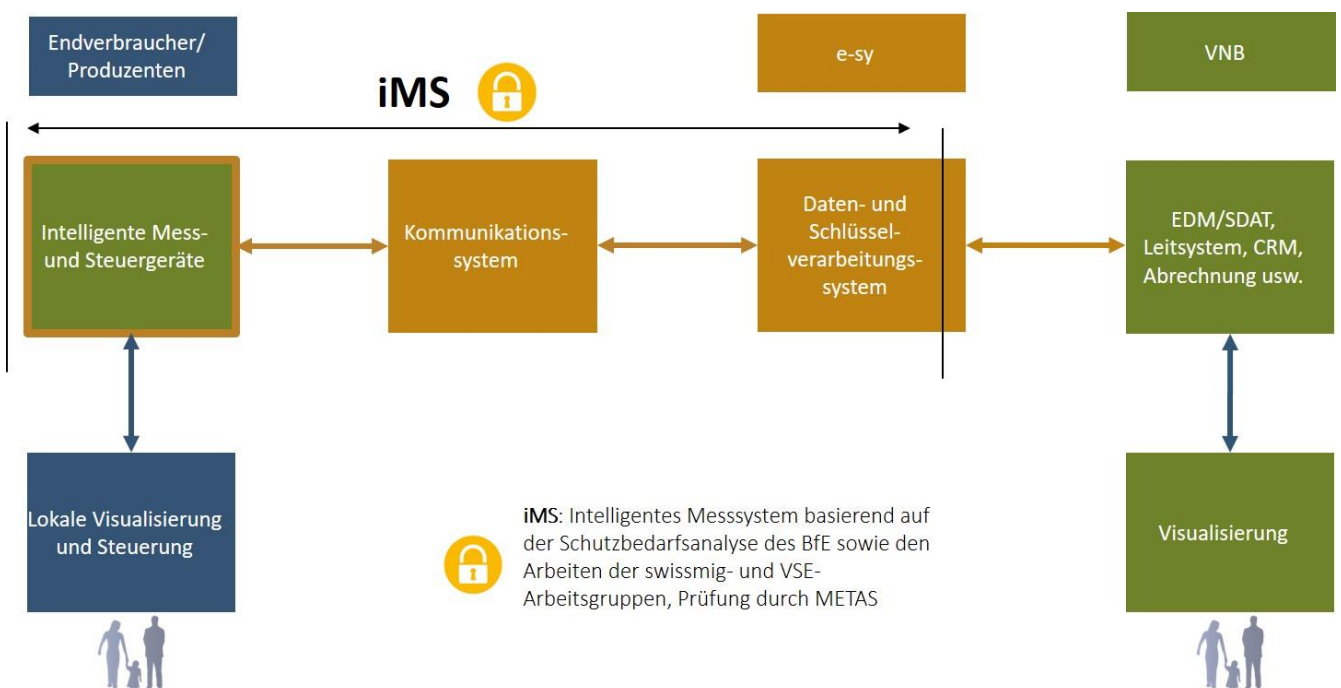 Endverbraucher/
Produzenten
e-sy
VNB
iMS
Intelligente Mess-
und Steuergeräte
Kommunikations-
system
Daten- und
Schlüssel-
verarbeitungs-
system
EDM/SDAT,
Leitsystem, CRM,
Abrechnung usw.
Lokale Visualisierung
und Steuerung
iMS: Intelligentes Messsystem basierend auf
der Schutzbedarfsanalyse des BfE sowie den
Arbeiten der swissmig- und VSE-
Arbeitsgruppen, Prüfung durch METAS
Visualisierung